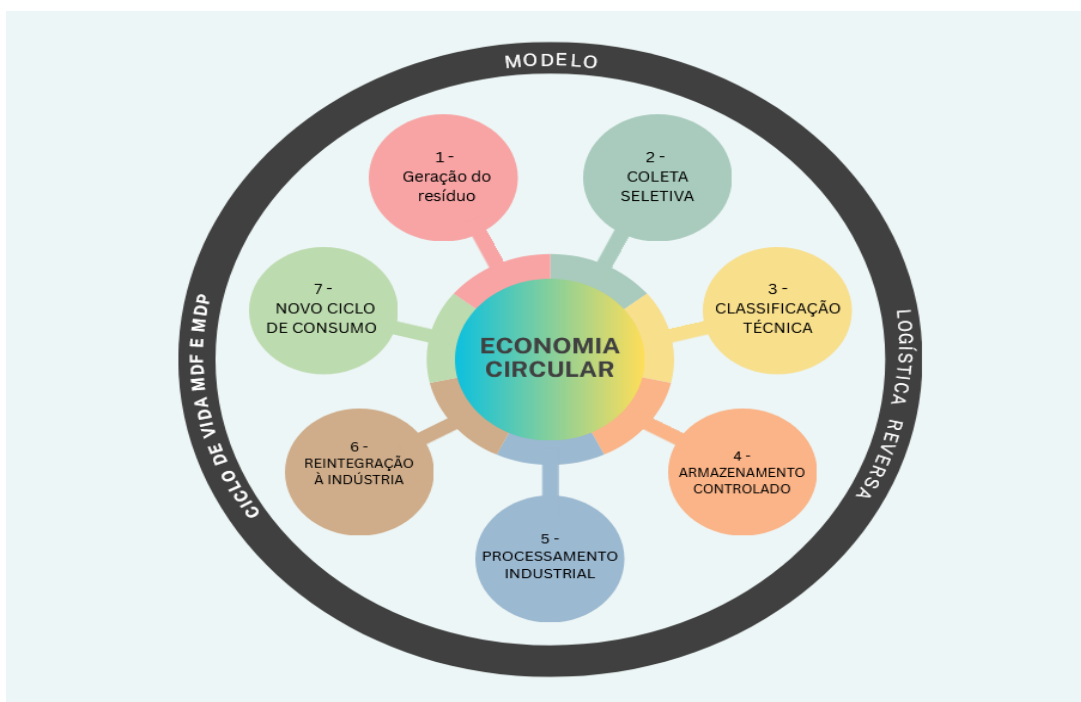 MODELO
1 -
Geração do
resíduo
2 -
COLETA
SELETIVA
3 -
CLASSIFICAÇÃO
TÉCNICA
4 -
ARMAZENAMENTO
CONTROLADO
5 -
PROCESSAMENTO
INDUSTRIAL
6 -
REINTEGRAÇÃO
À INDÚSTRIA
7 -
NOVO CICLO
DE CONSUMO
ECONOMIA
CIRCULAR
CICLO DE VIDA MDF E MDP
LOGÍSTICA REVERSA